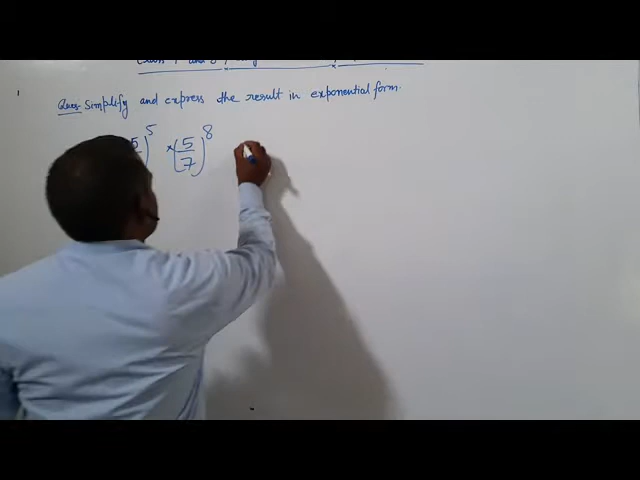 Ques- Simplify and express the result in exponential form.
5)⁵ × (5/7)⁸